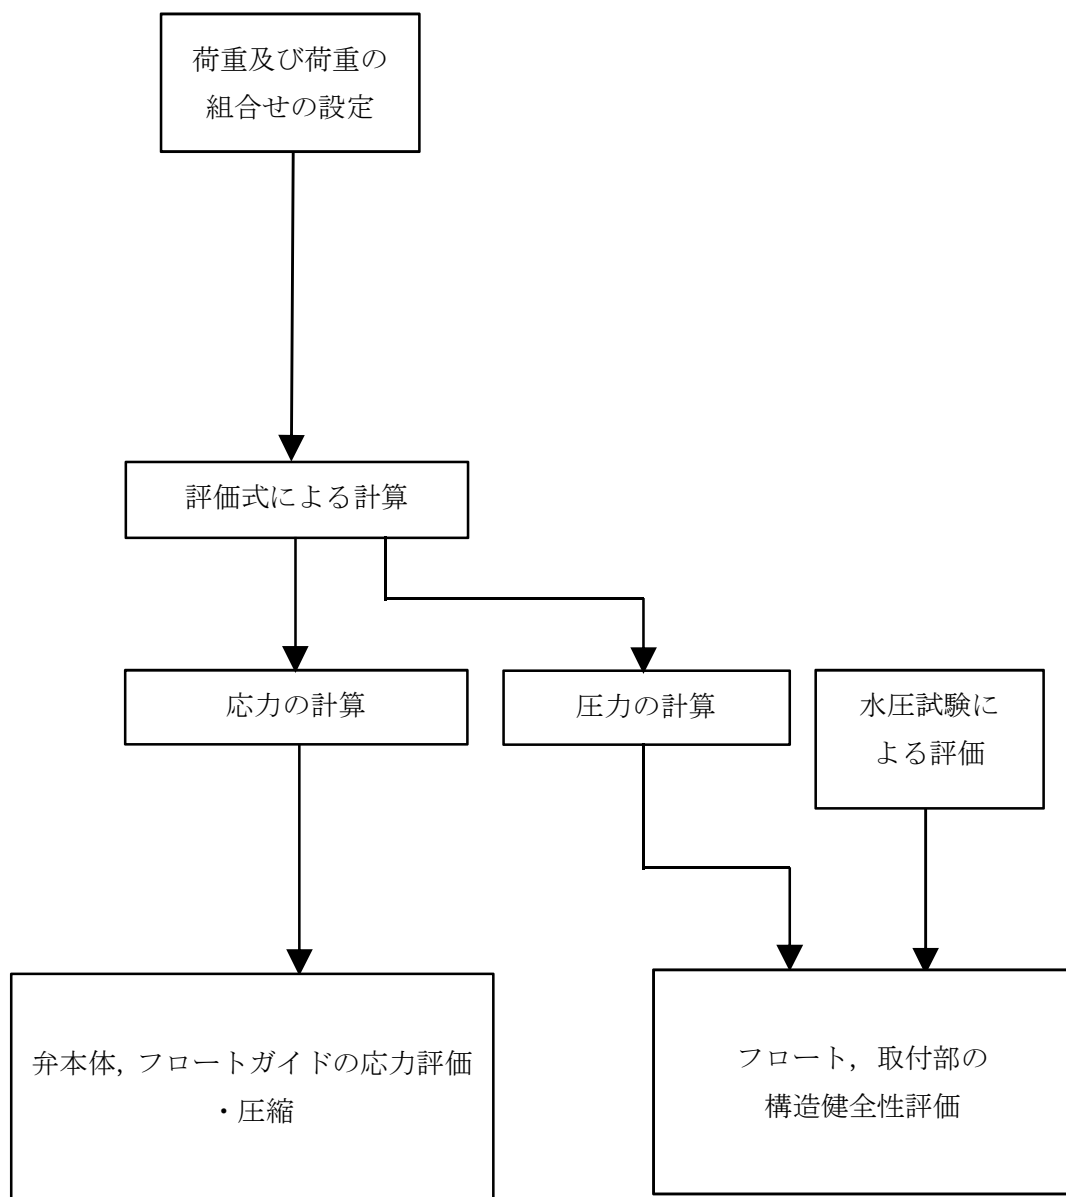 荷重及び荷重の
組合せの設定
評価式による計算
応力の計算
圧力の計算
水圧試験に
よる評価
弁本体, フロートガイドの応力評価
・圧縮
フロート, 取付部の
構造健全性評価